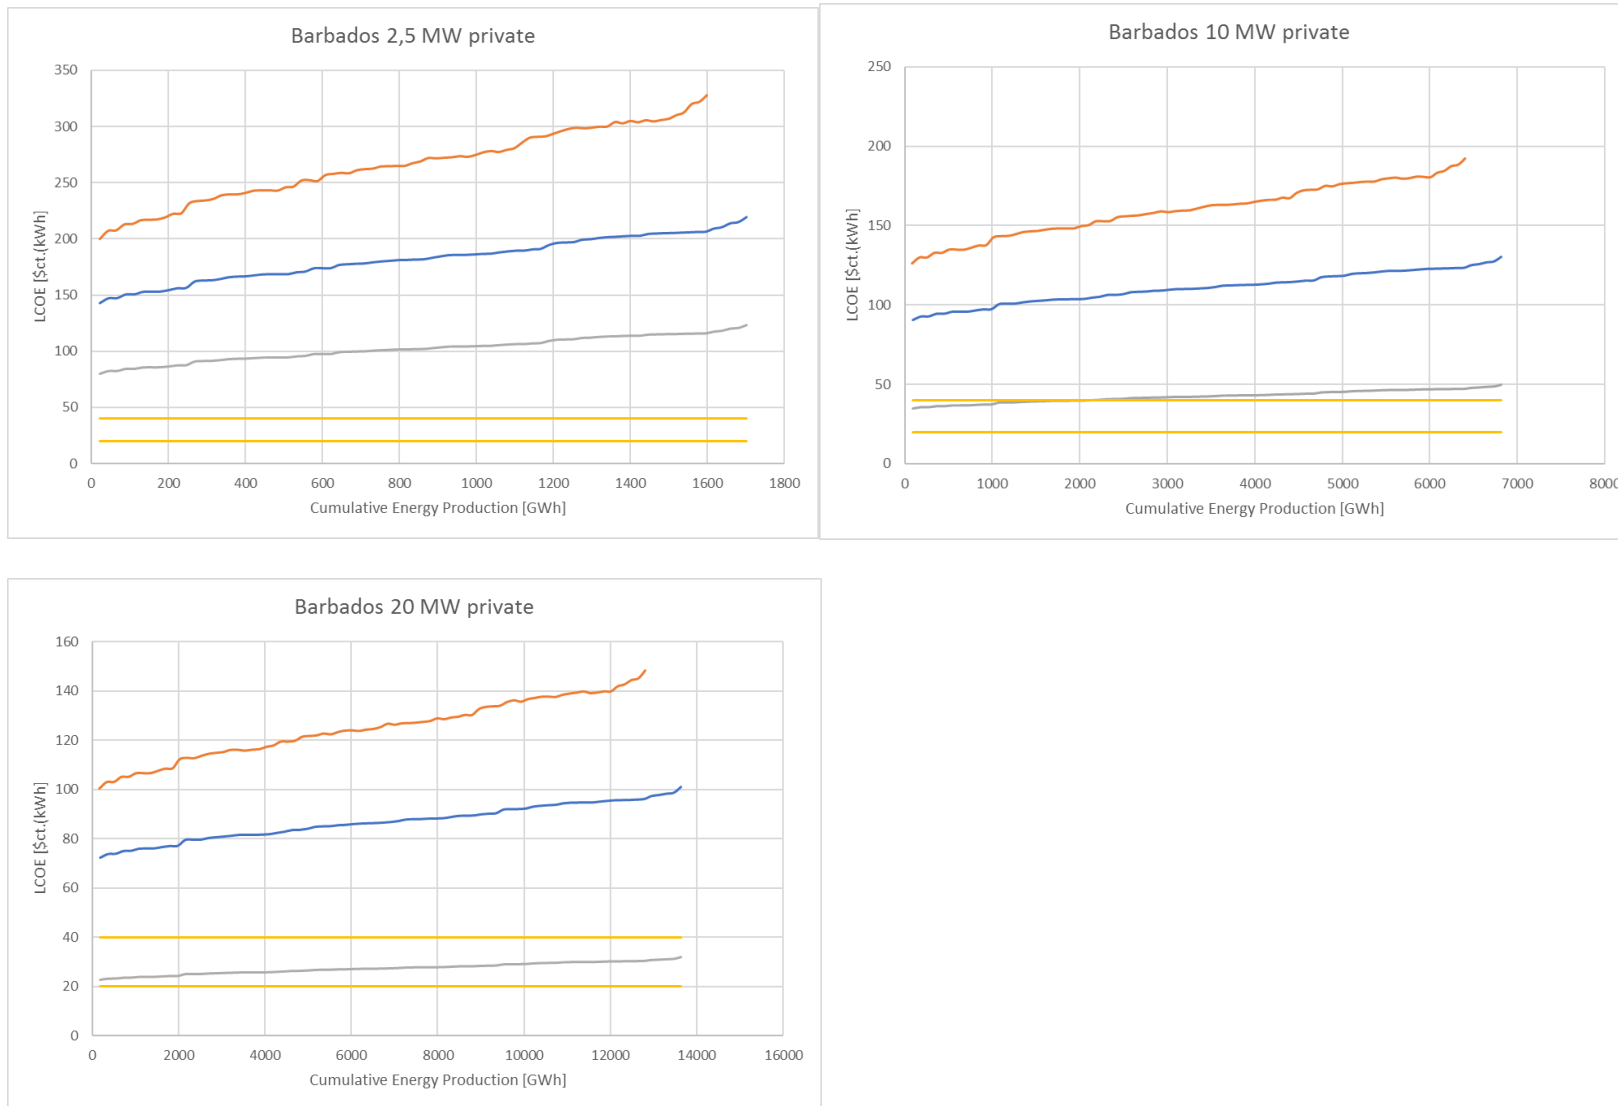 Barbados 2,5 MW private
350
300
250
200
150
100
50
0
LCOE [$ct.(kWh]
0 200 400 600 800 1000 1200 1400 1600 1800
Cumulative Energy Production [GWh]
Barbados 10 MW private
250
200
150
100
50
0
LCOE [$ct.(kWh]
0 1000 2000 3000 4000 5000 6000 7000 8000
Cumulative Energy Production [GWh]
Barbados 20 MW private
160
140
120
100
80
60
40
20
0
LCOE [$ct.(kWh]
0 2000 4000 6000 8000 10000 12000 14000 16000
Cumulative Energy Production [GWh]